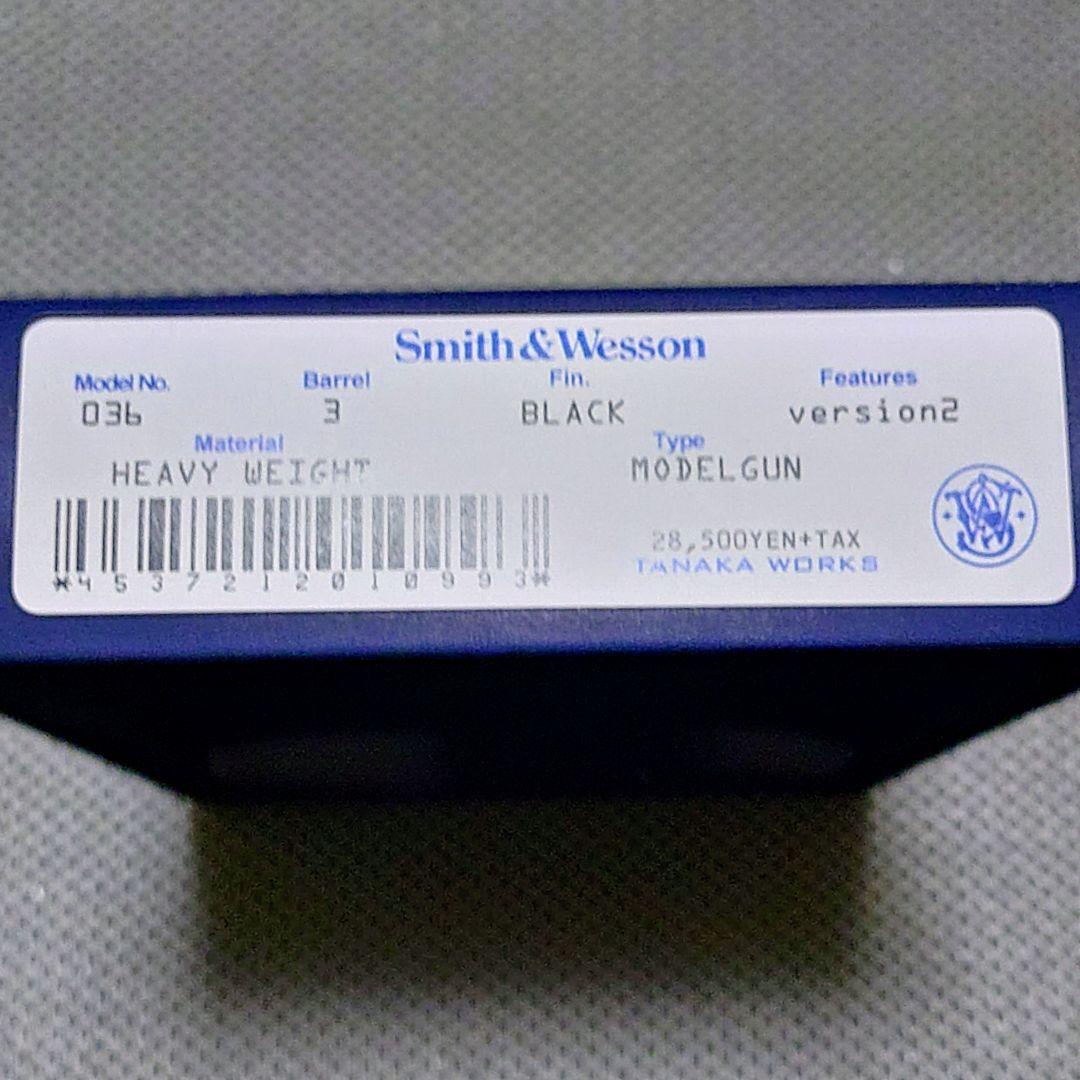 Smith & Wesson
Model No. Barrel Fin. Features
036 3 BLACK version2
Material Type
HEAVY WEIGHT MODELGUN
28,500YEN+TAX
TANAKA WORKS
*4537212010993*